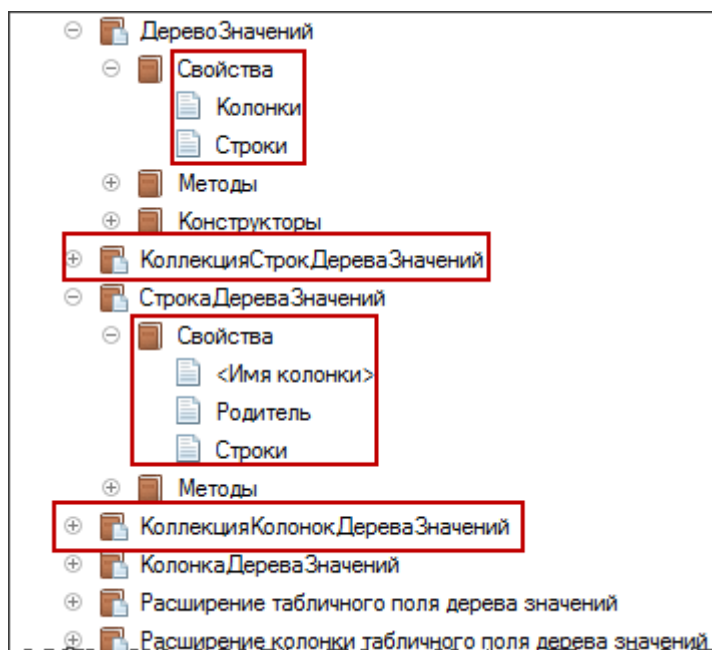 ДеревоЗначений
Свойства
Колонки
Строки
Методы
Конструкторы
КоллекцияСтрокДереваЗначений
СтрокаДереваЗначений
Свойства
<Имя колонки>
Родитель
Строки
Методы
КоллекцияКолонокДереваЗначений
КолонкаДереваЗначений
Расширение табличного поля дерева значений
Расширение колонки табличного поля дерева значений